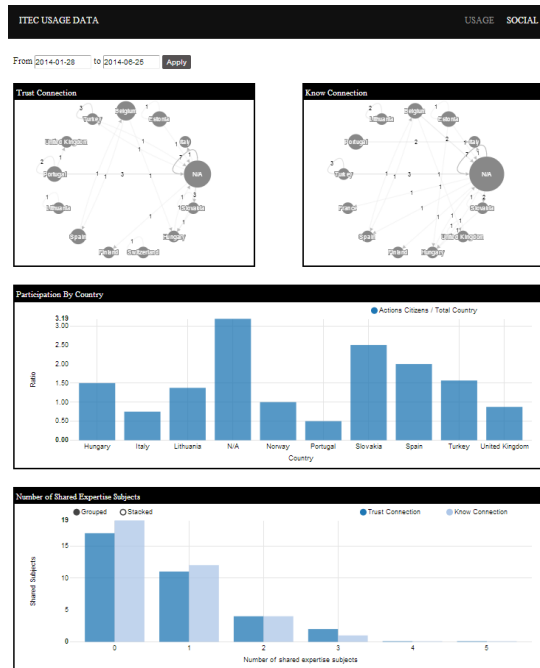 ITEC USAGE DATA USAGE SOCIAL
From 2014-01-28 to 2014-06-25 Apply
Trust Connection
Belgium
Estonia
Turkey
Italy
United Kingdom
N/A
Portugal
Slovakia
Lithuania
Hungary
Spain
Switzerland
Finland
Know Connection
Belgium
Estonia
Lithuania
Italy
Portugal
N/A
Turkey
Slovakia
France
United Kingdom
Spain
Hungary
Finland
Participation By Country
Actions Citizens / Total Country
3.19
3.00
2.50
2.00
1.50
1.00
0.50
0.00
Ratio
Hungary Italy Lithuania N/A Norway Portugal Slovakia Spain Turkey United Kingdom
Country
Number of Shared Expertise Subjects
Grouped Stacked Trust Connection Know Connection
19
15
10
5
0
Shared Subjects
0 1 2 3 4 5
Number of shared expertise subjects